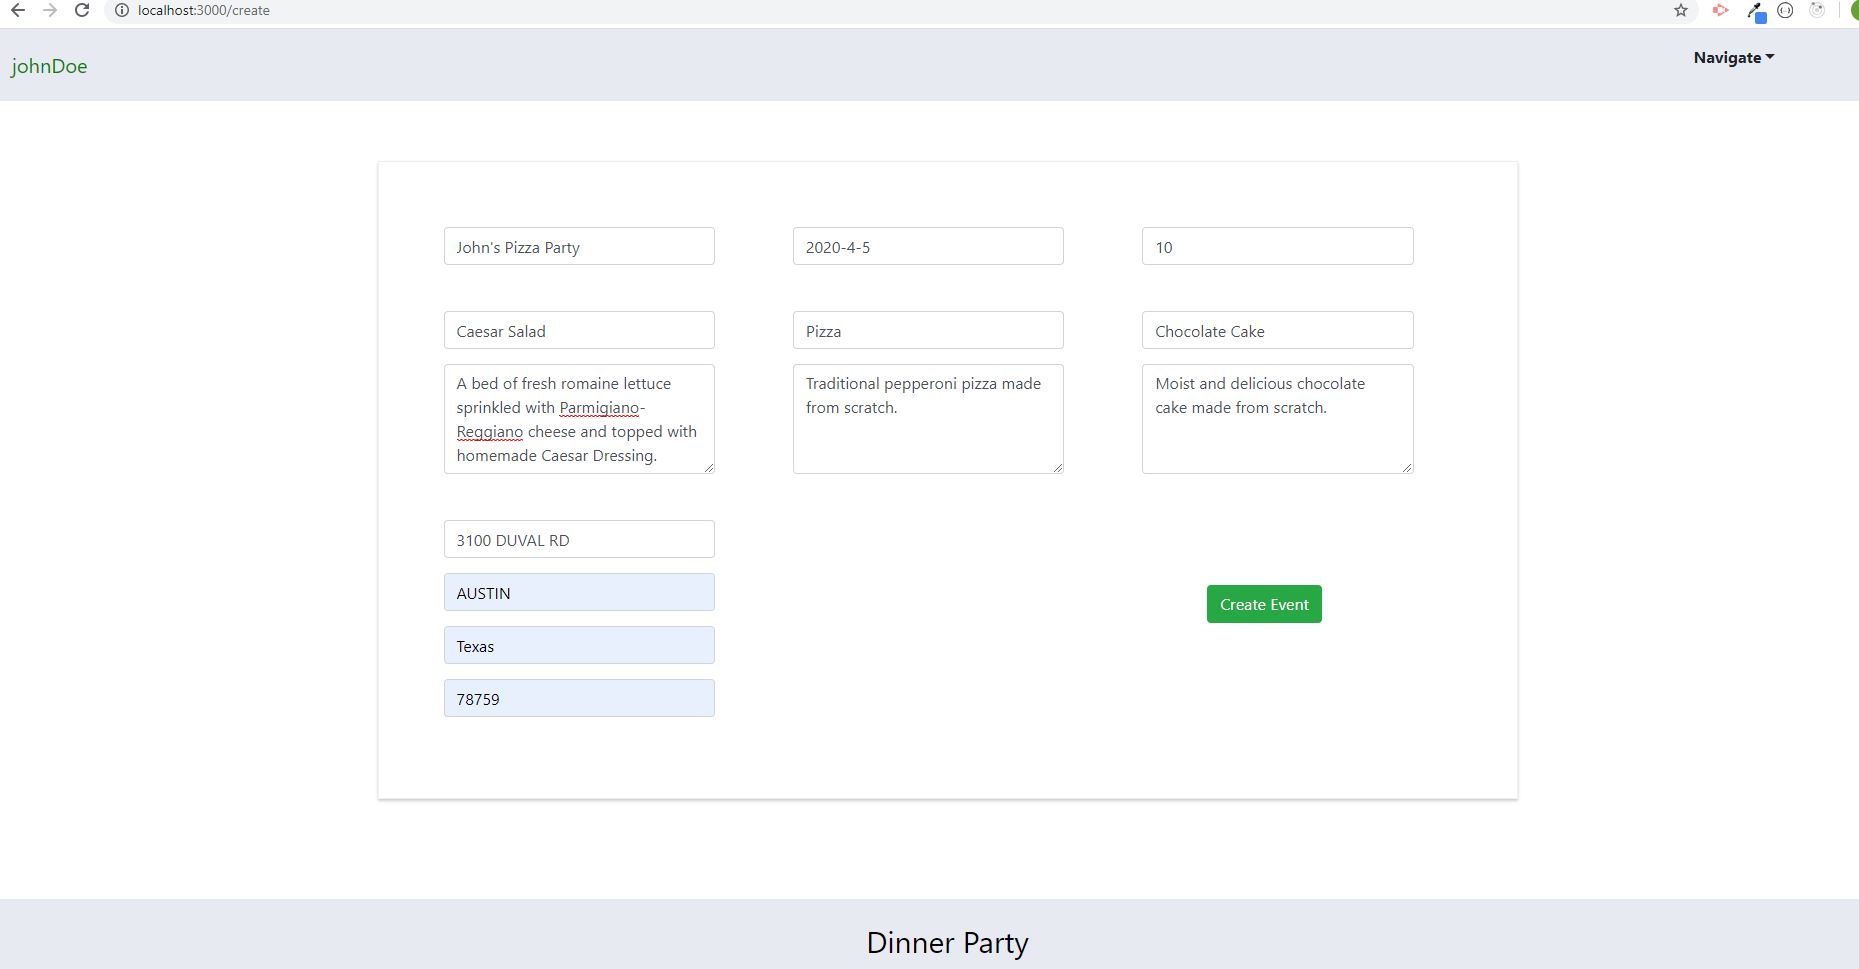 localhost:3000/create
johnDoe
Navigate
John's Pizza Party
2020-4-5
10
Caesar Salad
Pizza
Chocolate Cake
A bed of fresh romaine lettuce
sprinkled with Parmigiano-
Reggiano cheese and topped with
homemade Caesar Dressing.
Traditional pepperoni pizza made
from scratch.
Moist and delicious chocolate
cake made from scratch.
3100 DUVAL RD
AUSTIN
Texas
78759
Create Event
Dinner Party